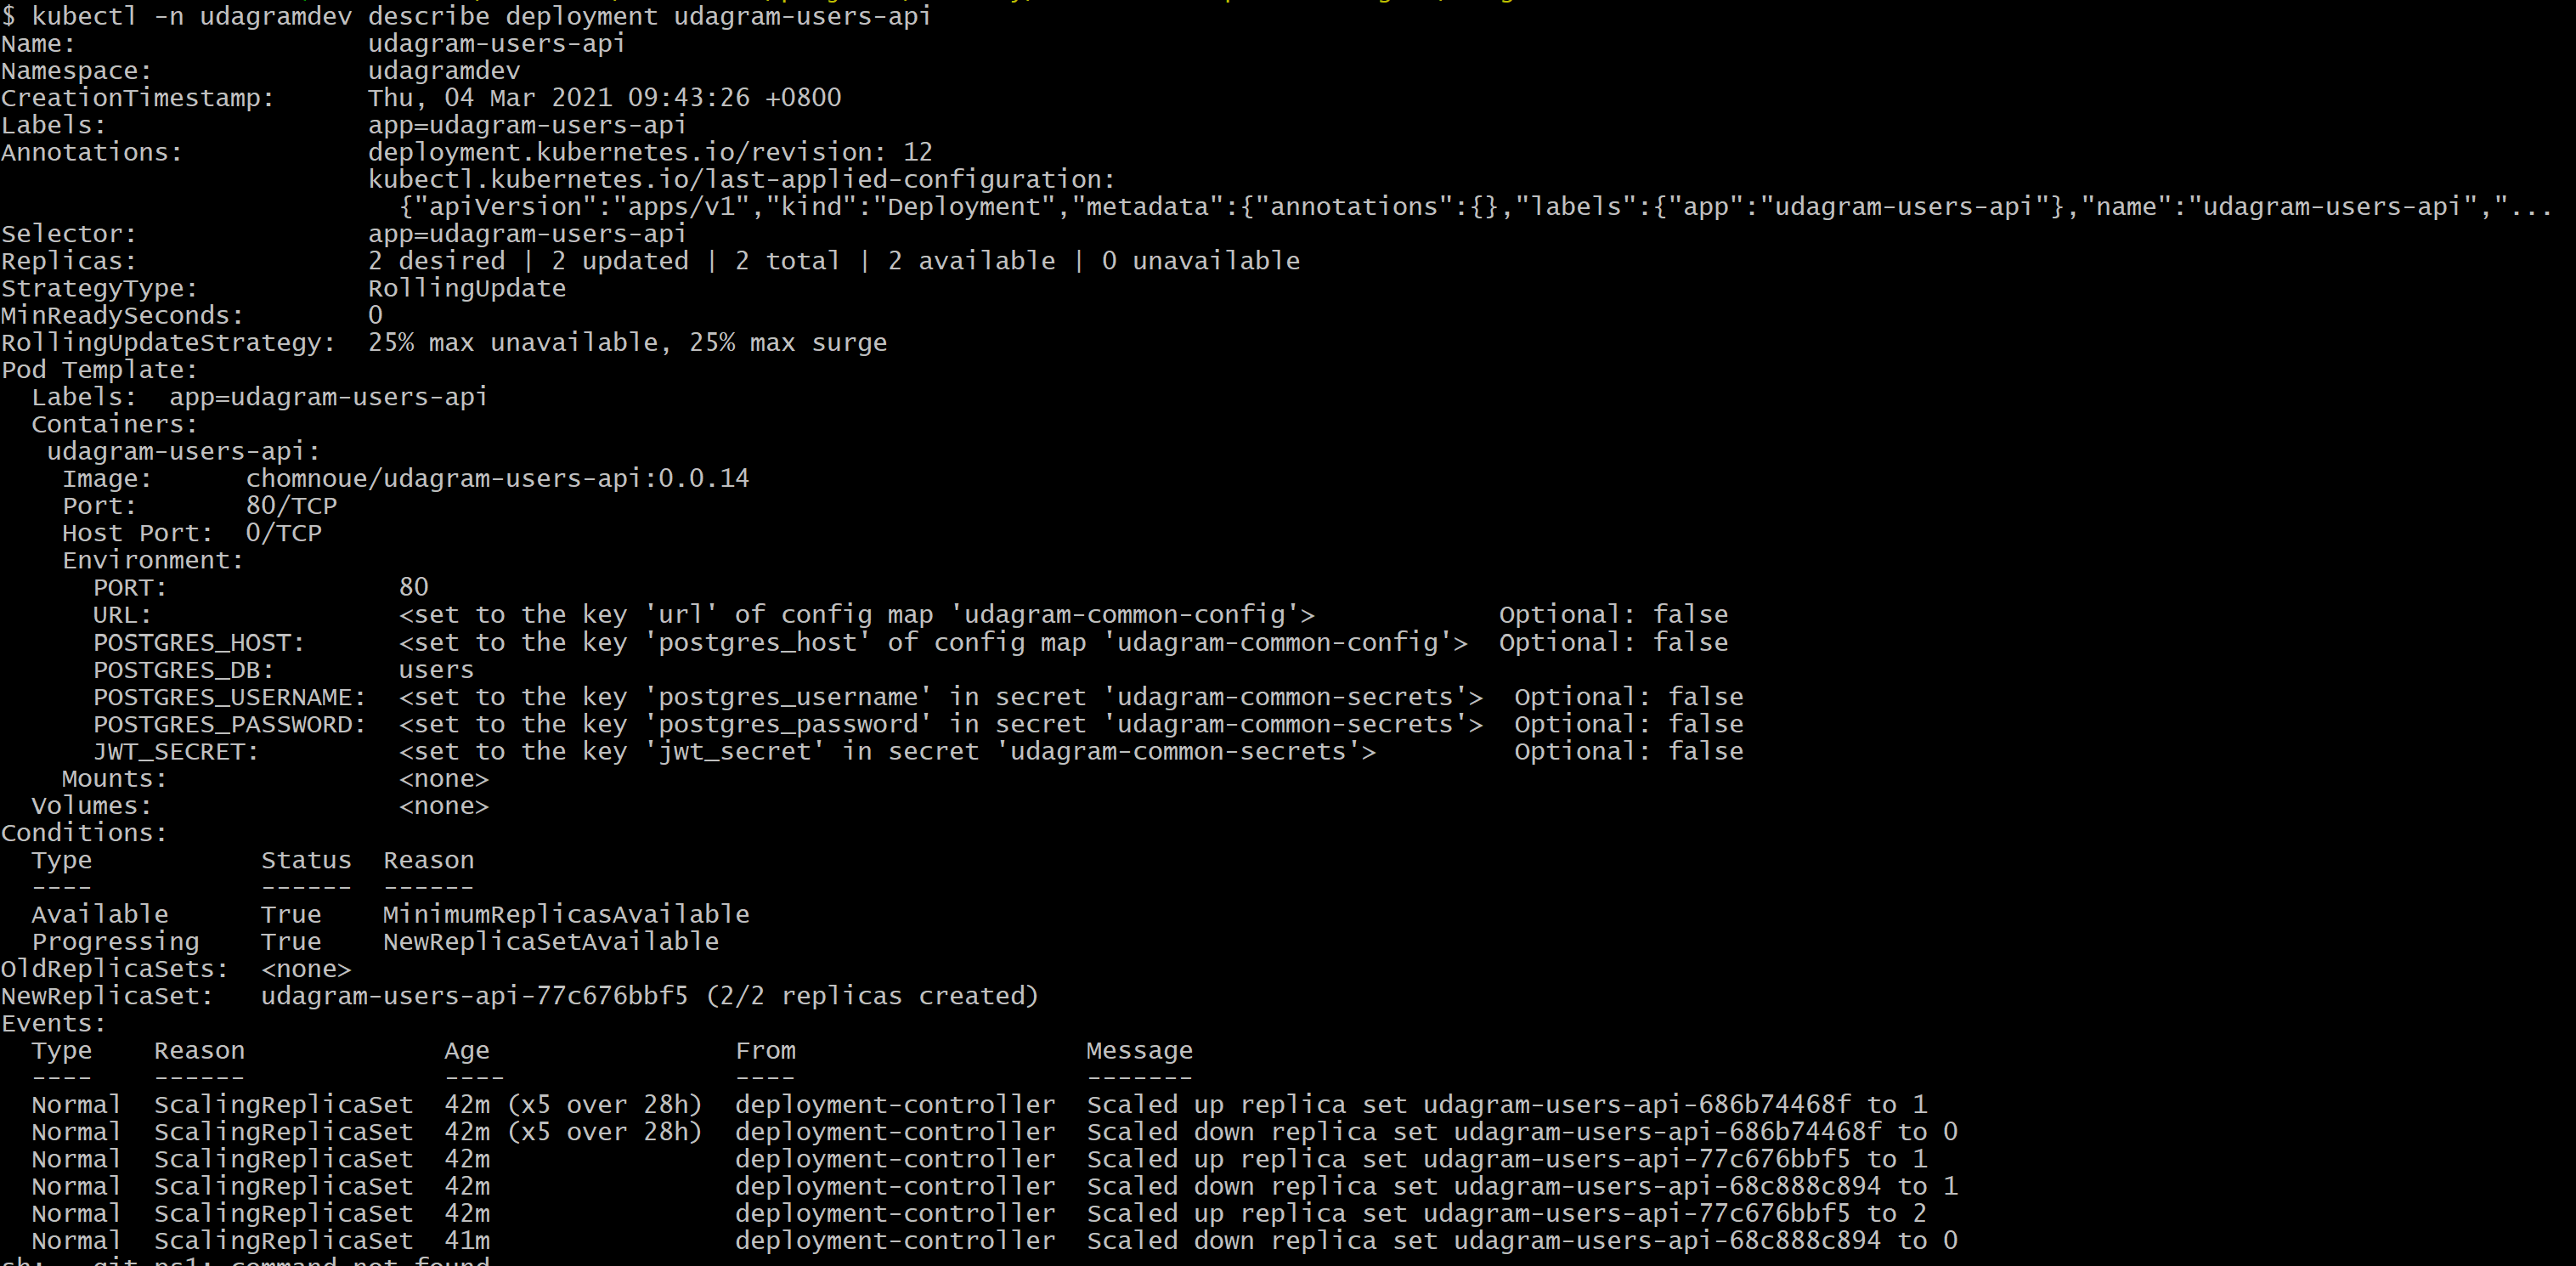 $ kubectl -n udagramdev describe deployment udagram-users-api
Name:                   udagram-users-api
Namespace:              udagramdev
CreationTimestamp:      Thu, 04 Mar 2021 09:43:26 +0800
Labels:                 app=udagram-users-api
Annotations:            deployment.kubernetes.io/revision: 12
                        kubectl.kubernetes.io/last-applied-configuration:
                          {"apiVersion":"apps/v1","kind":"Deployment","metadata":{"annotations":{},"labels":{"app":"udagram-users-api"},"name":"udagram-users-api","...
Selector:               app=udagram-users-api
Replicas:               2 desired | 2 updated | 2 total | 2 available | 0 unavailable
StrategyType:           RollingUpdate
MinReadySeconds:        0
RollingUpdateStrategy:  25% max unavailable, 25% max surge
Pod Template:
  Labels:  app=udagram-users-api
  Containers:
   udagram-users-api:
    Image:      chomnoue/udagram-users-api:0.0.14
    Port:       80/TCP
    Host Port:  0/TCP
    Environment:
      PORT:               80
      URL:                <set to the key 'url' of config map 'udagram-common-config'>            Optional: false
      POSTGRES_HOST:      <set to the key 'postgres_host' of config map 'udagram-common-config'>  Optional: false
      POSTGRES_DB:        users
      POSTGRES_USERNAME:  <set to the key 'postgres_username' in secret 'udagram-common-secrets'>  Optional: false
      POSTGRES_PASSWORD:  <set to the key 'postgres_password' in secret 'udagram-common-secrets'>  Optional: false
      JWT_SECRET:         <set to the key 'jwt_secret' in secret 'udagram-common-secrets'>         Optional: false
    Mounts:               <none>
  Volumes:                <none>
Conditions:
  Type           Status  Reason
  ----           ------  ------
  Available      True    MinimumReplicasAvailable
  Progressing    True    NewReplicaSetAvailable
OldReplicaSets:  <none>
NewReplicaSet:   udagram-users-api-77c676bbf5 (2/2 replicas created)
Events:
  Type    Reason             Age                From                   Message
  ----    ------             ----               ----                   -------
  Normal  ScalingReplicaSet  42m (x5 over 28h)  deployment-controller  Scaled up replica set udagram-users-api-686b74468f to 1
  Normal  ScalingReplicaSet  42m (x5 over 28h)  deployment-controller  Scaled down replica set udagram-users-api-686b74468f to 0
  Normal  ScalingReplicaSet  42m                deployment-controller  Scaled up replica set udagram-users-api-77c676bbf5 to 1
  Normal  ScalingReplicaSet  42m                deployment-controller  Scaled down replica set udagram-users-api-68c888c894 to 1
  Normal  ScalingReplicaSet  42m                deployment-controller  Scaled up replica set udagram-users-api-77c676bbf5 to 2
  Normal  ScalingReplicaSet  41m                deployment-controller  Scaled down replica set udagram-users-api-68c888c894 to 0
command not found